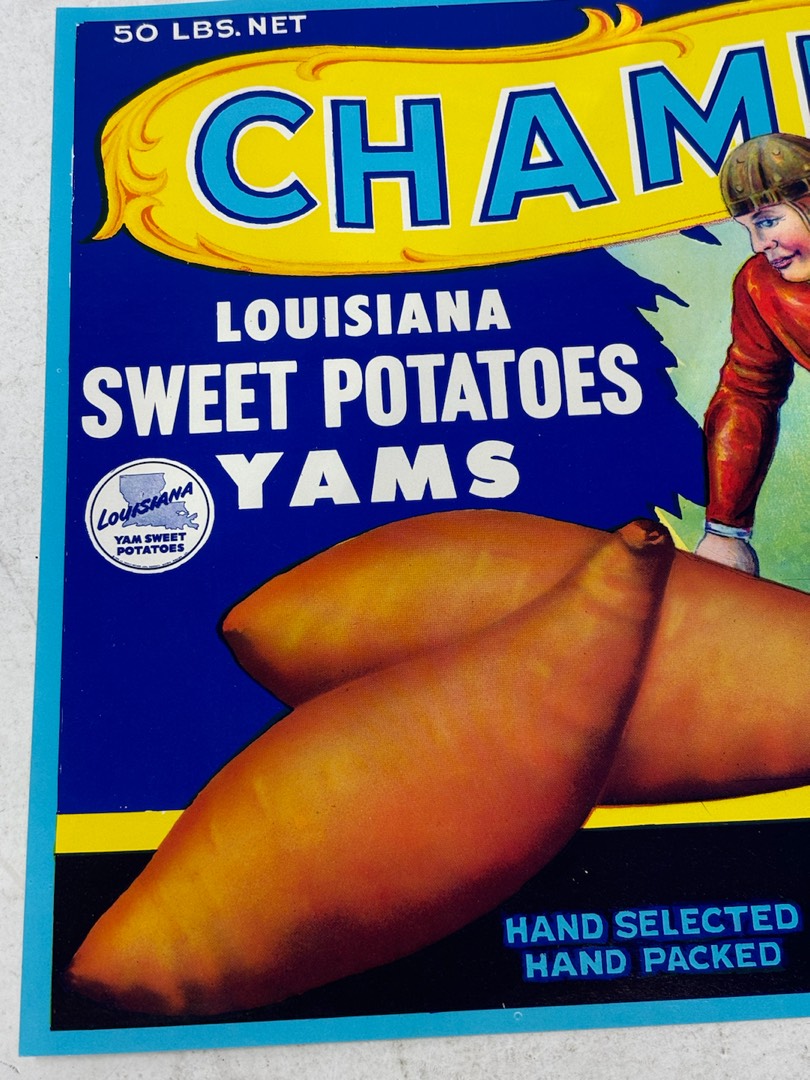 50 LBS. NET
CHAM
LOUISIANA
SWEET POTATOES
YAMS
LOUISIANA
YAM SWEET
POTATOES
HAND SELECTED
HAND PACKED